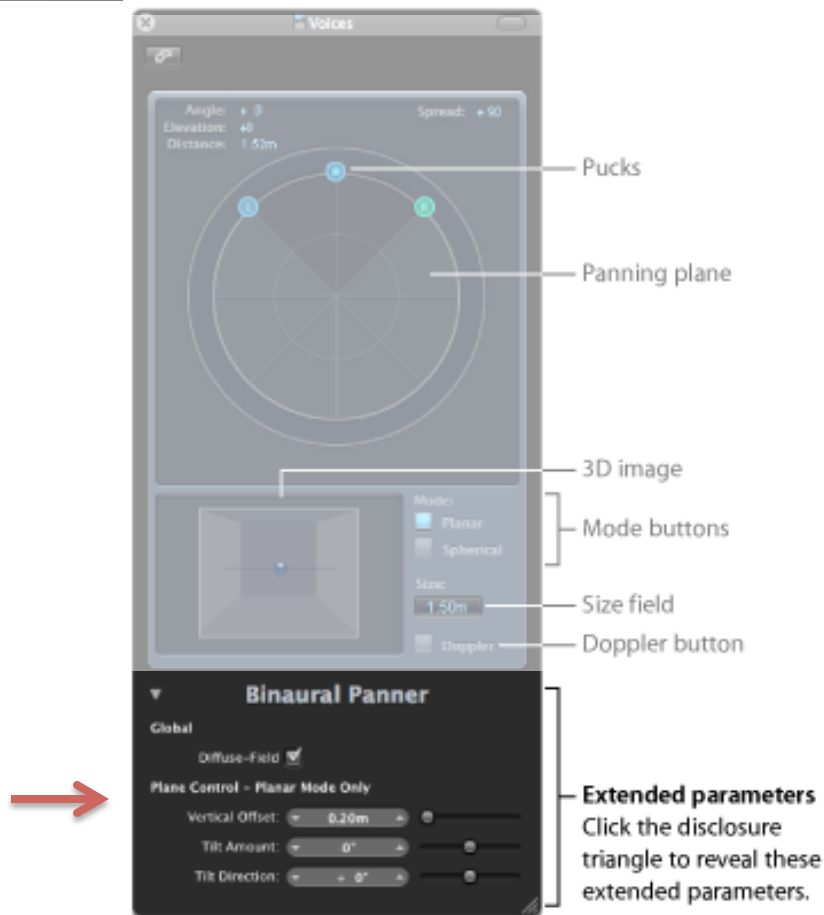 Voices
Angle: + 0
Spread: + 90
Elevation: +0
Distance: 1.52m
L
R
Pucks
Panning plane
3D image
Mode:
Planar
Spherical
Mode buttons
Size:
1.50m
Size field
Doppler
Doppler button
Binaural Panner
Global
Diffuse-Field
Plane Control - Planar Mode Only
Vertical Offset: 0.20m
Tilt Amount: 0°
Tilt Direction: + 0°
Extended parameters
Click the disclosure
triangle to reveal these
extended parameters.